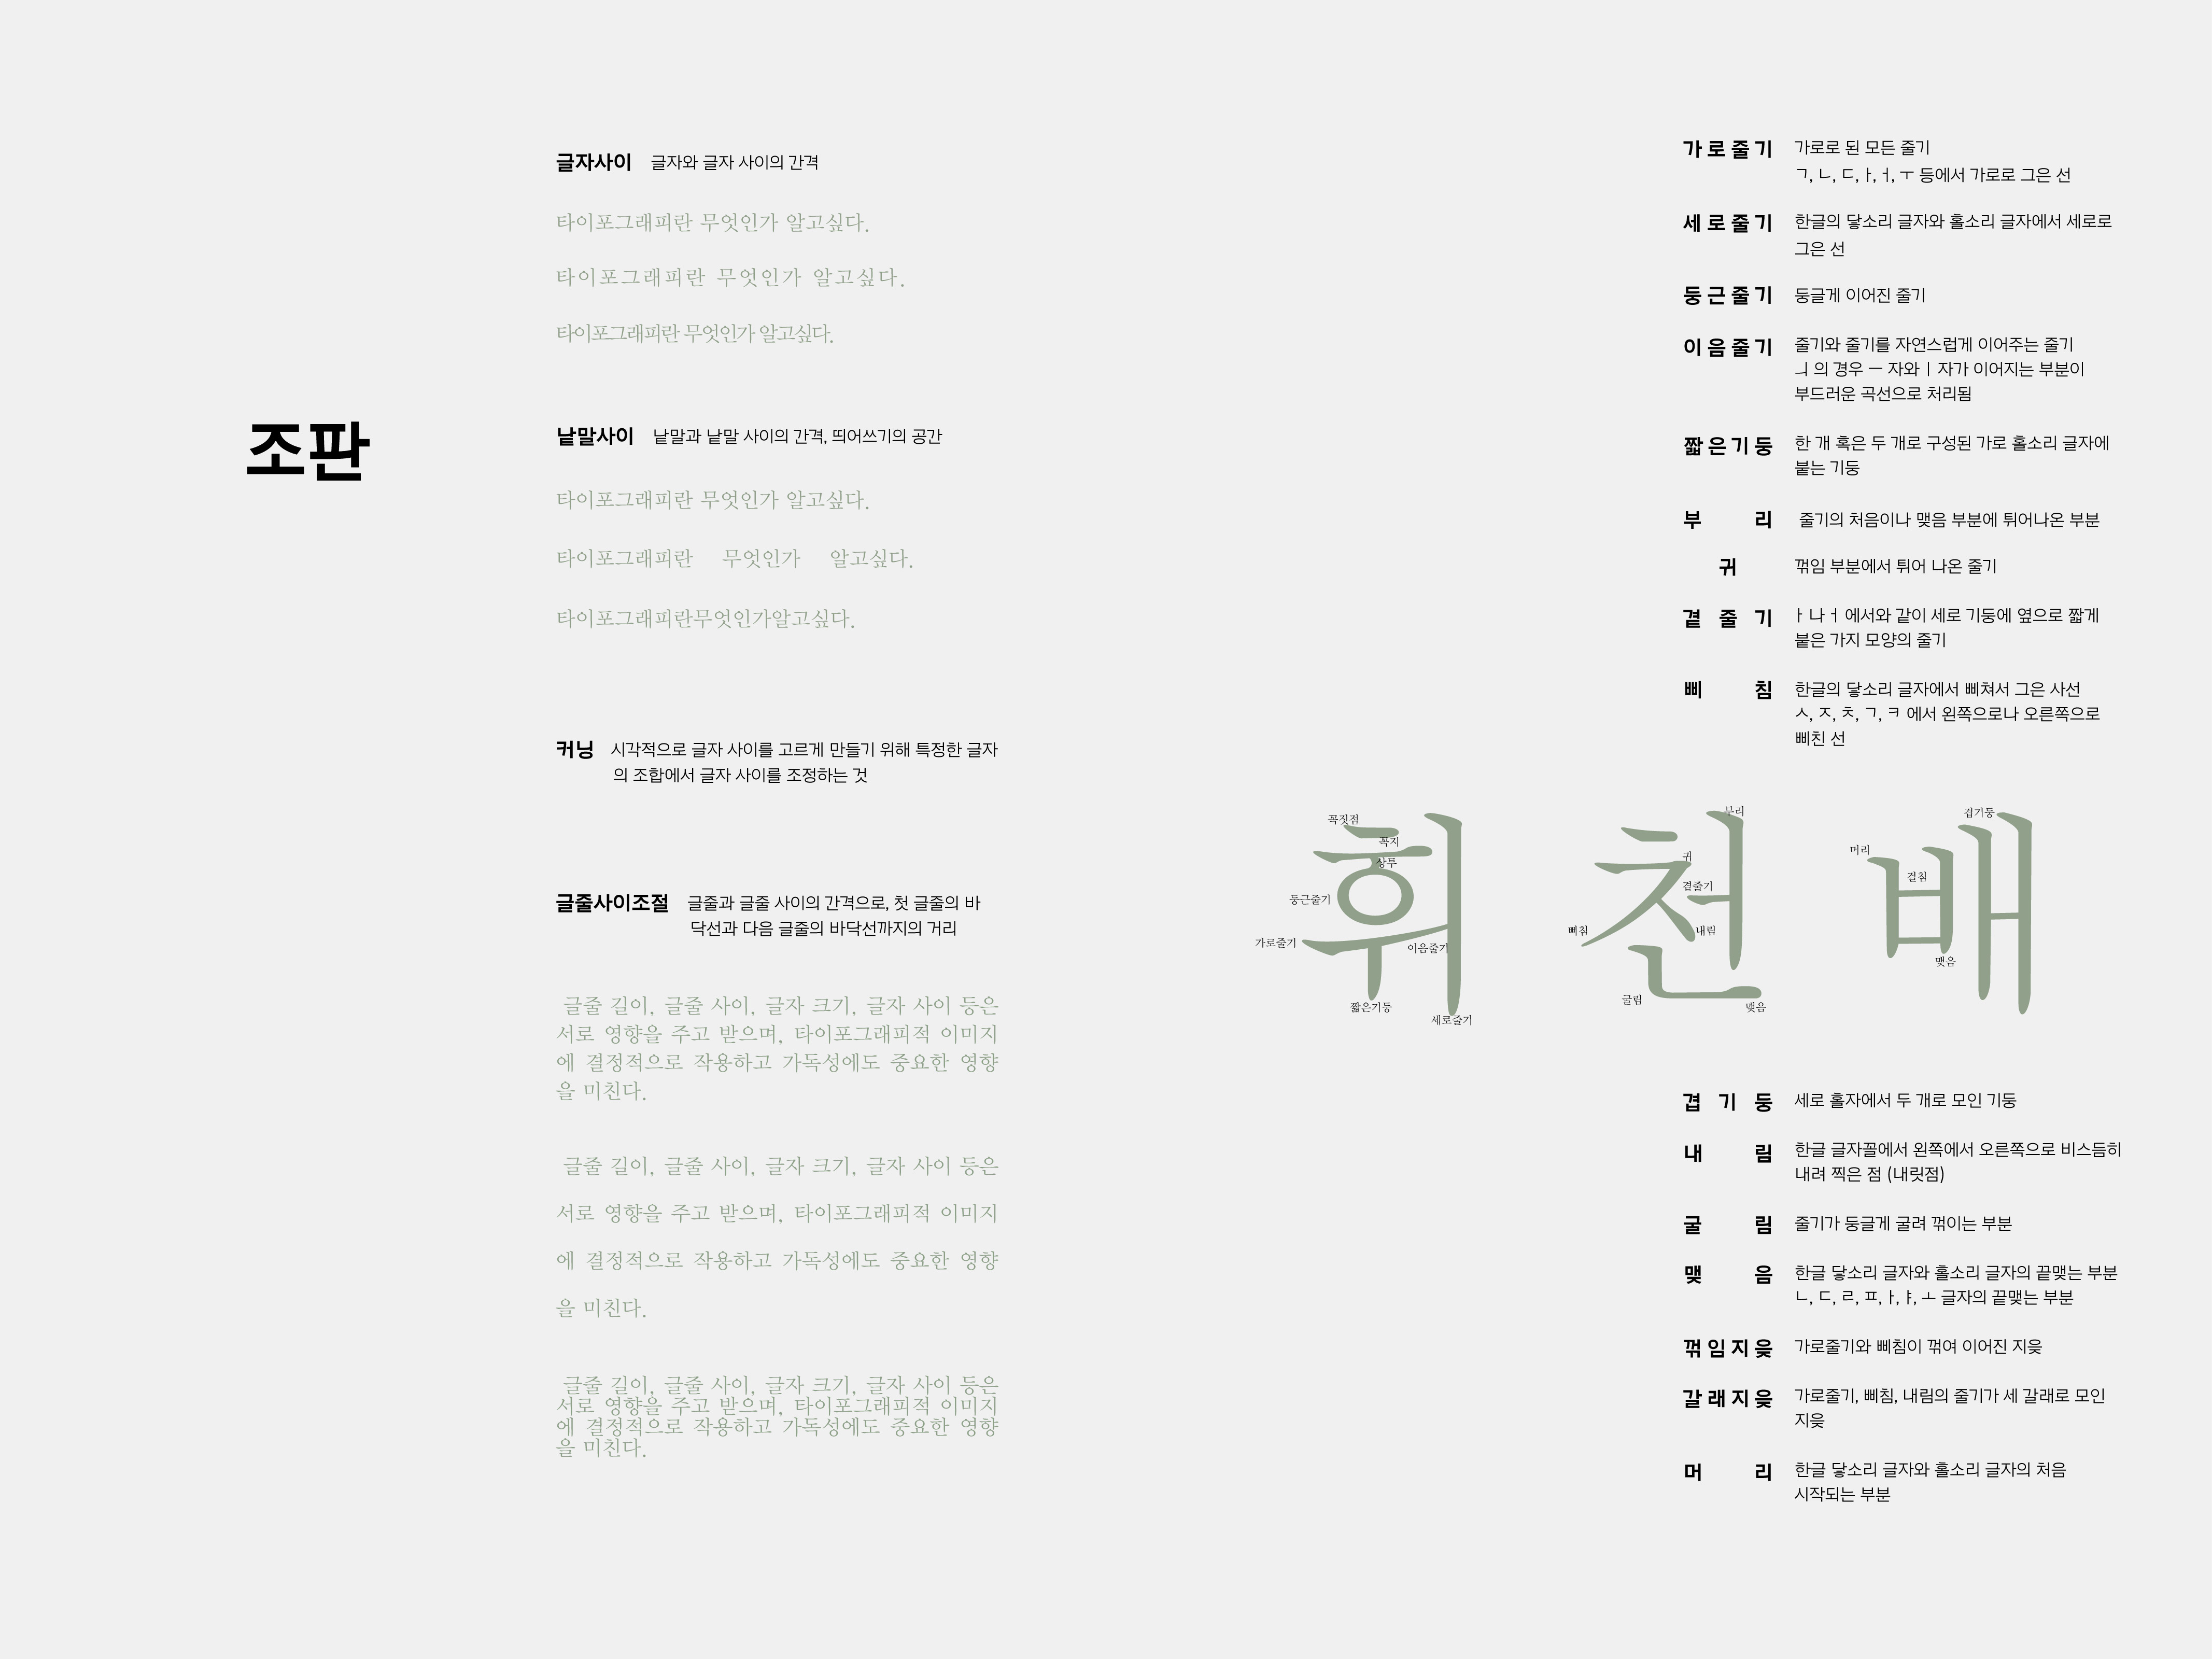 조판
글자사이 글자와 글자 사이의 간격
타이포그래피란 무엇인가 알고싶다.
타이포그래피란 무엇인가 알고싶다.
타이포그래피란 무엇인가 알고싶다.
낱말사이 낱말과 낱말 사이의 간격, 띄어쓰기의 공간
타이포그래피란 무엇인가 알고싶다.
타이포그래피란 무엇인가 알고싶다.
타이포그래피란무엇인가알고싶다.
커닝 시각적으로 글자 사이를 고르게 만들기 위해 특정한 글자
의 조합에서 글자 사이를 조정하는 것
글줄사이조절 글줄과 글줄 사이의 간격으로, 첫 글줄의 바
닥선과 다음 글줄의 바닥선까지의 거리
글줄 길이, 글줄 사이, 글자 크기, 글자 사이 등은
서로 영향을 주고 받으며, 타이포그래피적 이미지
에 결정적으로 작용하고 가독성에도 중요한 영향
을 미친다.
글줄 길이, 글줄 사이, 글자 크기, 글자 사이 등은
서로 영향을 주고 받으며, 타이포그래피적 이미지
에 결정적으로 작용하고 가독성에도 중요한 영향
을 미친다.
글줄 길이, 글줄 사이, 글자 크기, 글자 사이 등은
서로 영향을 주고 받으며, 타이포그래피적 이미지
에 결정적으로 작용하고 가독성에도 중요한 영향
을 미친다.
가로줄기 가로로 된 모든 줄기
ㄱ, ㄴ, ㄷ, ㅏ, ㅓ, ㅜ 등에서 가로로 그은 선
세로줄기 한글의 닿소리 글자와 홀소리 글자에서 세로로
그은 선
둥근줄기 둥글게 이어진 줄기
이음줄기 줄기와 줄기를 자연스럽게 이어주는 줄기
ㅢ 의 경우 ㅡ 자와 ㅣ 자가 이어지는 부분이
부드러운 곡선으로 처리됨
짧은기둥 한 개 혹은 두 개로 구성된 가로 홀소리 글자에
붙는 기둥
부리 줄기의 처음이나 맺음 부분에 튀어나온 부분
귀 꺾임 부분에서 튀어 나온 줄기
곁줄기 ㅏ 나 ㅓ 에서와 같이 세로 기둥에 옆으로 짧게
붙은 가지 모양의 줄기
삐침 한글의 닿소리 글자에서 삐쳐서 그은 사선
ㅅ, ㅈ, ㅊ, ㄱ, ㅋ 에서 왼쪽으로나 오른쪽으로
삐친 선
휘
꼭짓점
꼭지
상투
둥근줄기
가로줄기
이음줄기
짧은기둥
세로줄기
천
부리
귀
곁줄기
삐침
내림
굴림
맺음
배
겹기둥
머리
걸침
맺음
겹기둥 세로 홀자에서 두 개로 모인 기둥
내림 한글 글자꼴에서 왼쪽에서 오른쪽으로 비스듬히
내려 찍은 점 (내릿점)
굴림 줄기가 둥글게 굴려 꺾이는 부분
맺음 한글 닿소리 글자와 홀소리 글자의 끝맺는 부분
ㄴ, ㄷ, ㄹ, ㅍ, ㅏ, ㅑ, ㅗ 글자의 끝맺는 부분
꺾임지읒 가로줄기와 삐침이 꺾여 이어진 지읒
갈래지읒 가로줄기, 삐침, 내림의 줄기가 세 갈래로 모인
지읒
머리 한글 닿소리 글자와 홀소리 글자의 처음
시작되는 부분